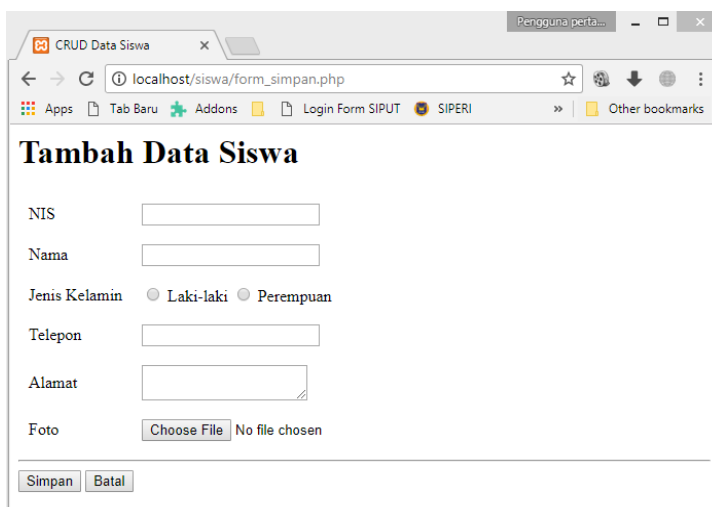 Pengguna perta...
CRUD Data Siswa
localhost/siswa/form_simpan.php
Apps Tab Baru Addons Login Form SIPUT SIPERI » Other bookmarks
Tambah Data Siswa
NIS
Nama
Jenis Kelamin Laki-laki Perempuan
Telepon
Alamat
Foto Choose File No file chosen
Simpan Batal